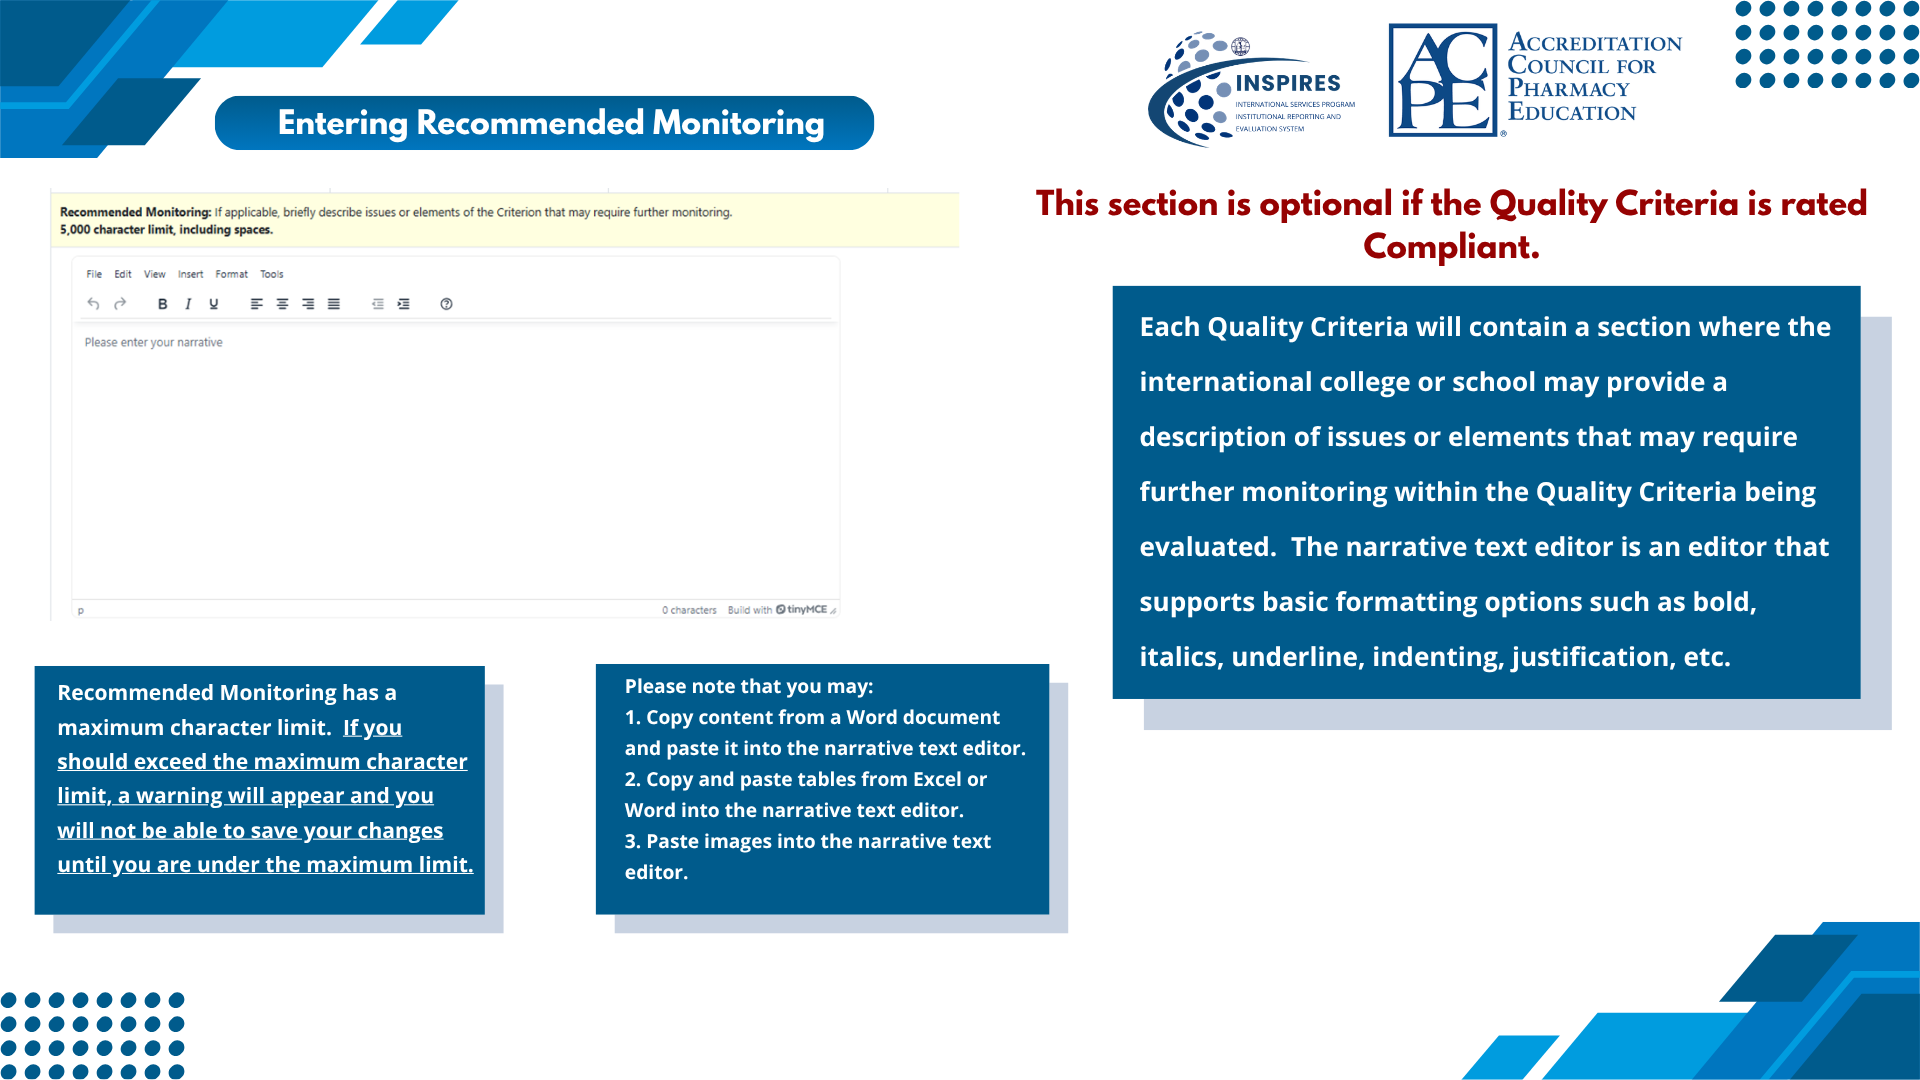 Entering Recommended Monitoring
INSPIRES
INTERNATIONAL SERVICES PROGRAM
INSTITUTIONAL REPORTING AND
EVALUATION SYSTEM
AC
PE
®
ACCREDITATION
COUNCIL FOR
PHARMACY
EDUCATION
Recommended Monitoring: If applicable, briefly describe issues or elements of the Criterion that may require further monitoring.
5,000 character limit, including spaces.
File Edit View Insert Format Tools
B I U
Please enter your narrative
p 0 characters Build with tinyMCE
This section is optional if the Quality Criteria is rated
Compliant.
Each Quality Criteria will contain a section where the
international college or school may provide a
description of issues or elements that may require
further monitoring within the Quality Criteria being
evaluated.  The narrative text editor is an editor that
supports basic formatting options such as bold,
italics, underline, indenting, justification, etc.
Recommended Monitoring has a
maximum character limit.  If you
should exceed the maximum character
limit, a warning will appear and you
will not be able to save your changes
until you are under the maximum limit.
Please note that you may:
1. Copy content from a Word document
and paste it into the narrative text editor.
2. Copy and paste tables from Excel or
Word into the narrative text editor.
3. Paste images into the narrative text
editor.